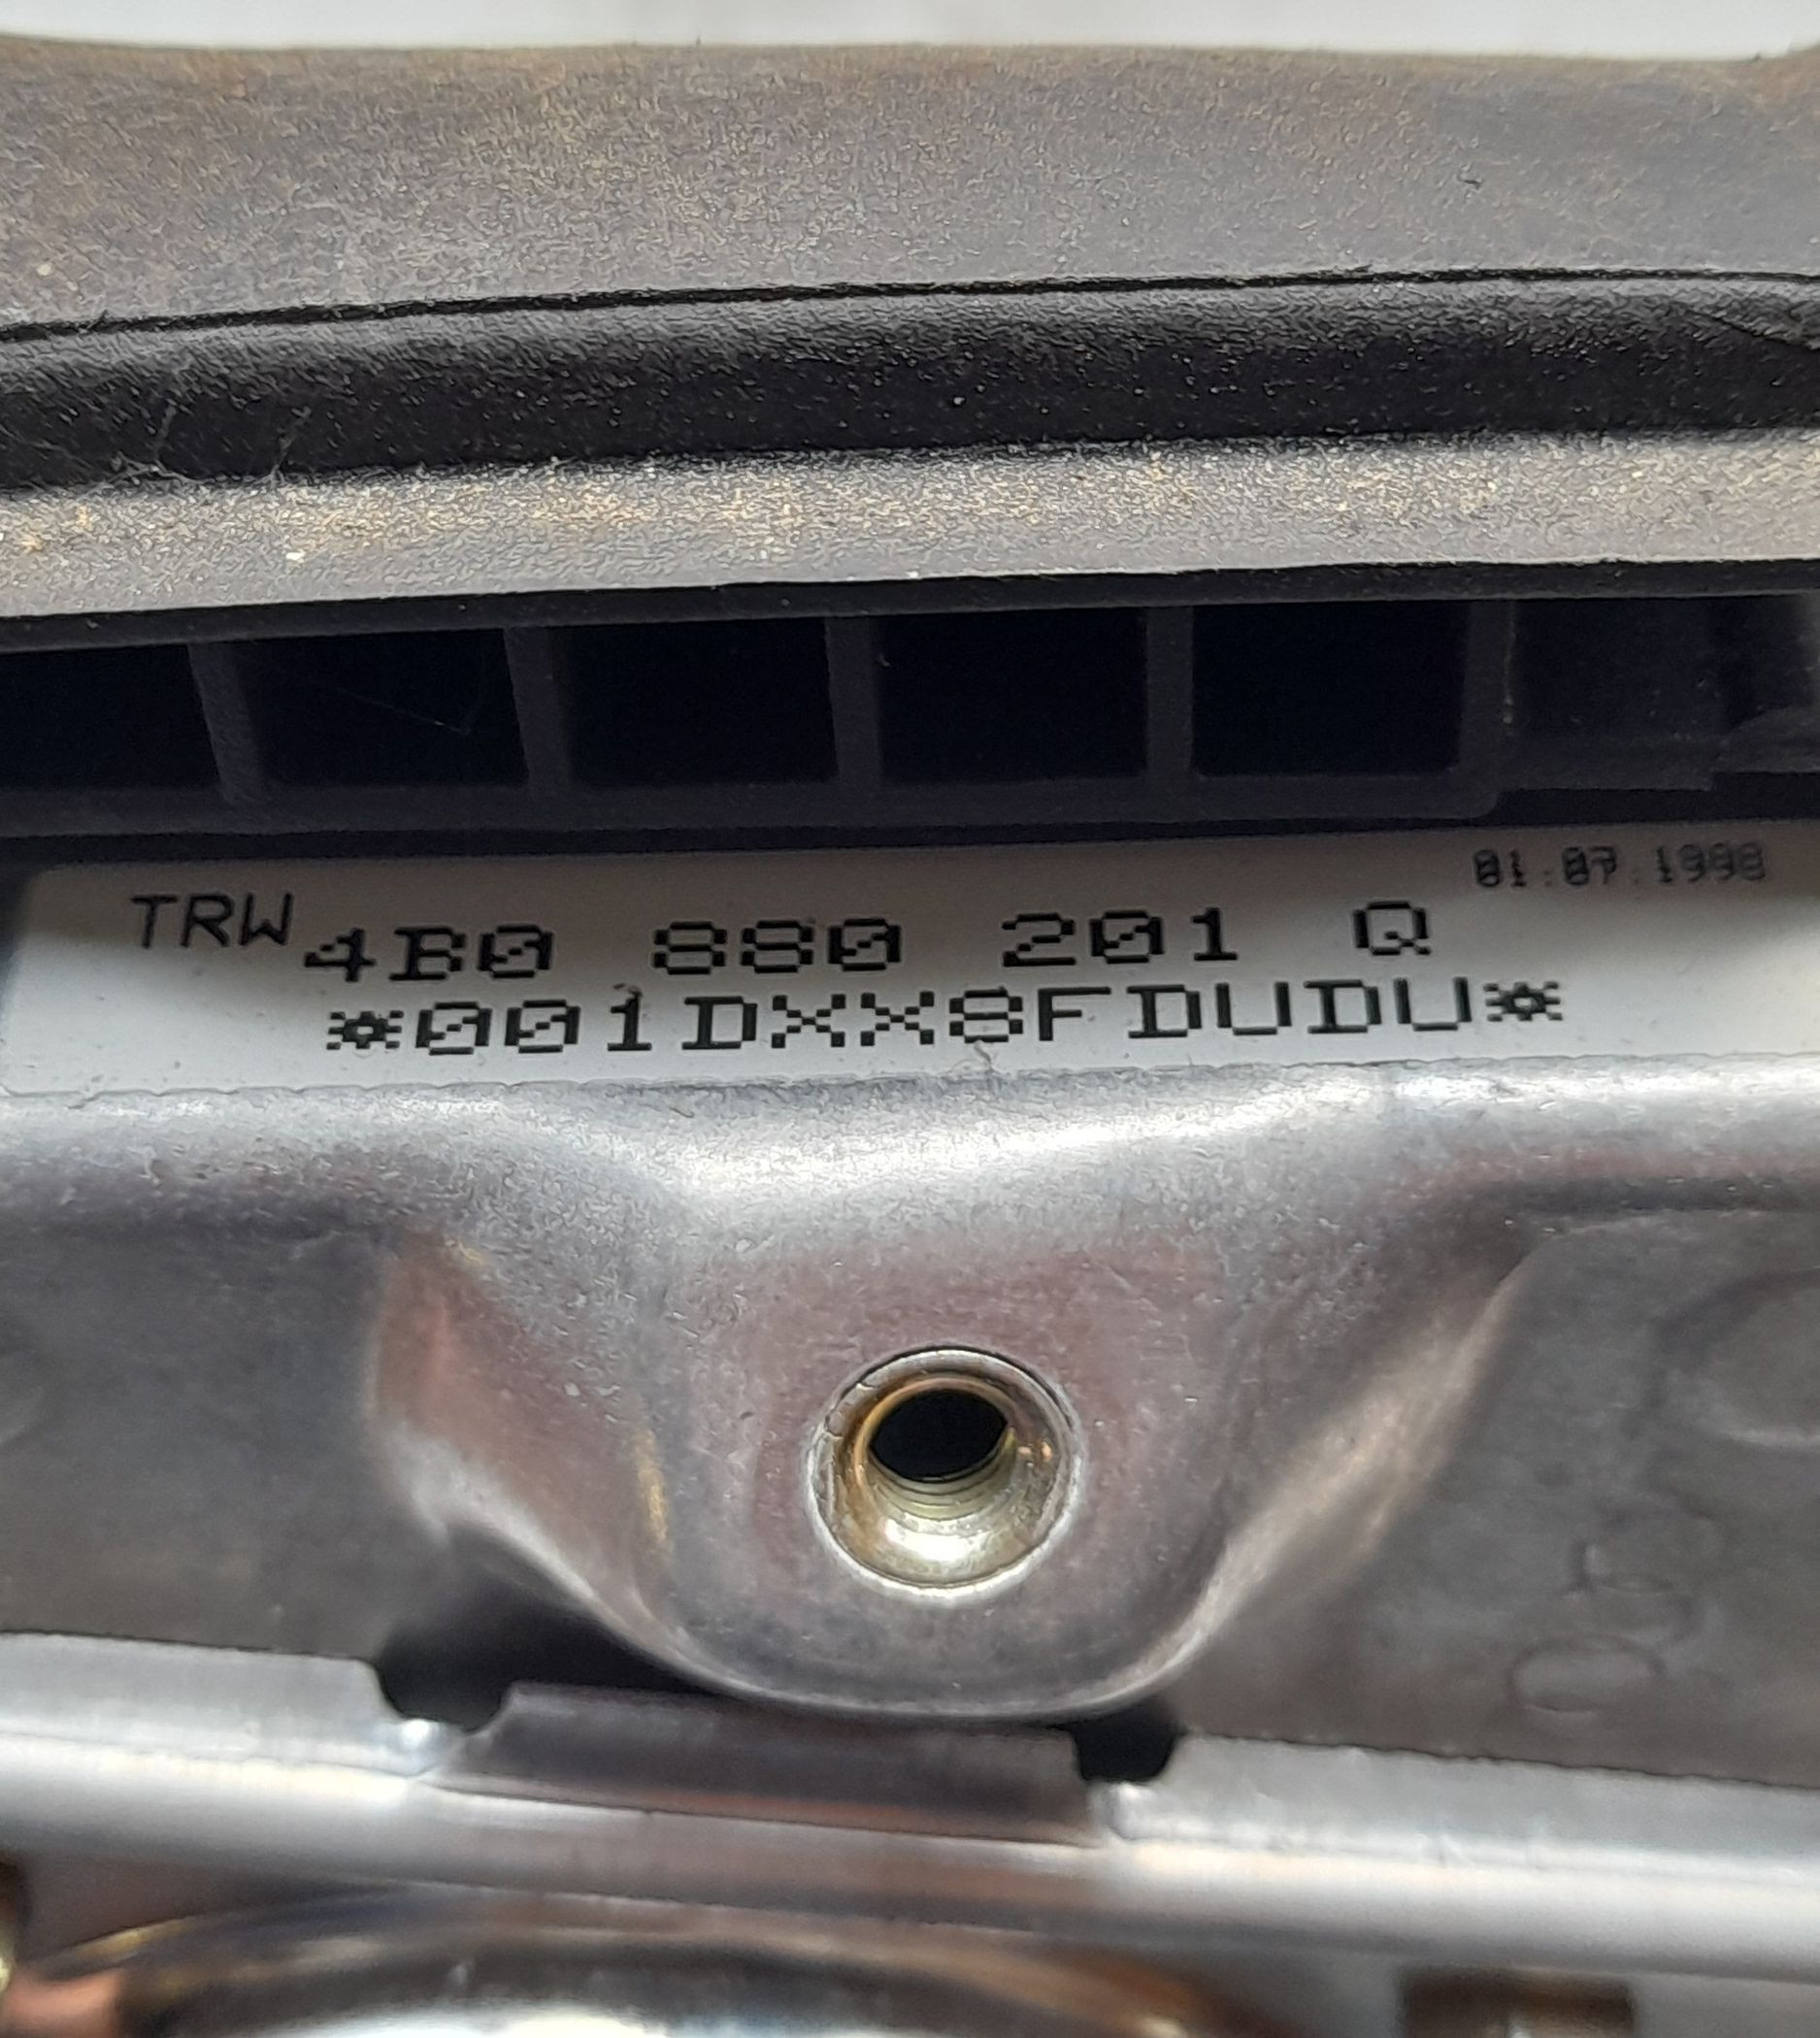 01.07.1998
TRW 4B0 880 201 Q
*001DXX8FDUDU*